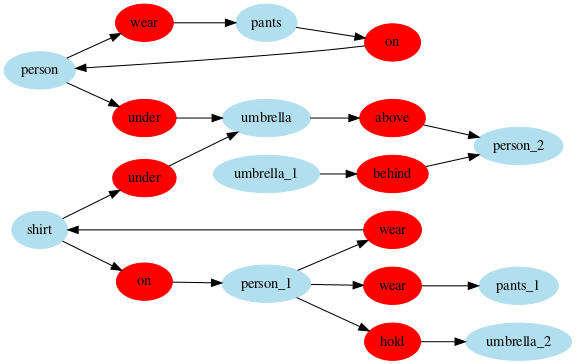 wear
pants
on
person
under
umbrella
above
person_2
under
umbrella_1
behind
shirt
wear
on
person_1
wear
pants_1
hold
umbrella_2